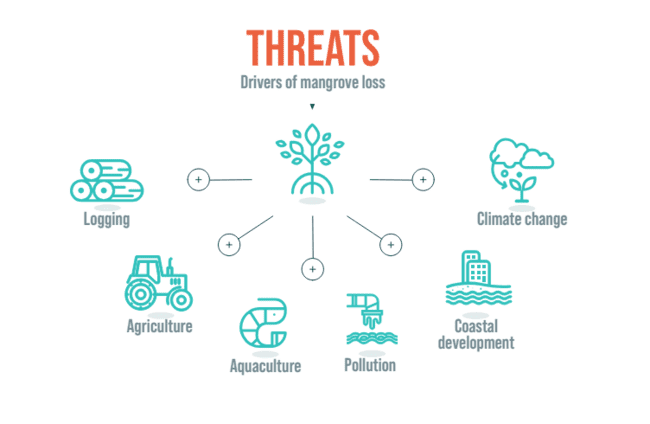 THREATS
Drivers of mangrove loss
Logging
Climate change
Agriculture
Coastal
development
Aquaculture
Pollution